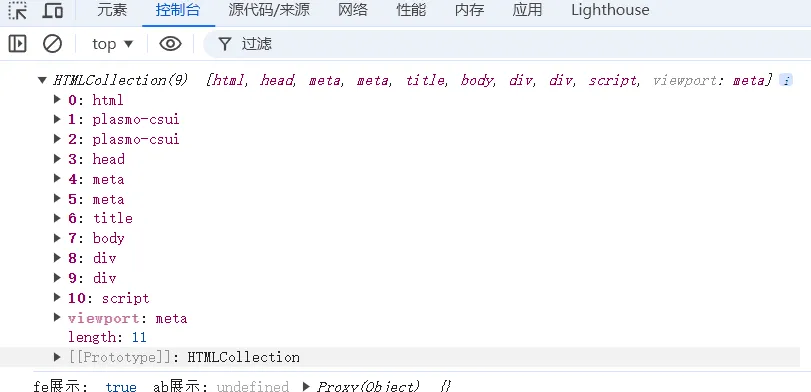 元素 控制台 源代码/来源 网络 性能 内存 应用 Lighthouse
top ▼ 过滤
▼ HTMLCollection(9) [html, head, meta, meta, title, body, div, div, script, viewport: meta] i
▶ 0: html
▶ 1: plasmo-csui
▶ 2: plasmo-csui
▶ 3: head
▶ 4: meta
▶ 5: meta
▶ 6: title
▶ 7: body
▶ 8: div
▶ 9: div
▶ 10: script
▶ viewport: meta
length: 11
▶ [[Prototype]]: HTMLCollection
fe展示: true ab展示: undefined ▶ Proxy(Object) {}